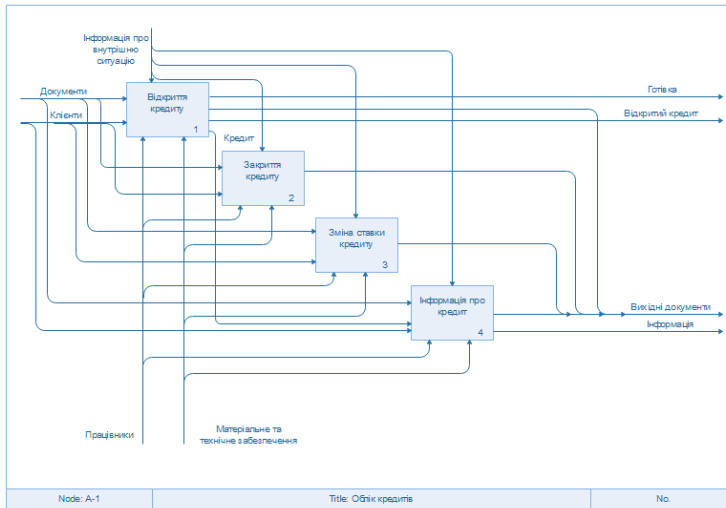 Інформація про
внутрішню
ситуацію
Документи
Клієнти
Відкриття
кредиту
1
Готівка
Відкритий кредит
Кредит
Закриття
кредиту
2
Зміна ставки
кредиту
3
Інформація про
кредит
4
Вихідні документи
Інформація
Працівники
Матеріальне та
технічне забезпечення
Node: A-1
Title: Облік кредитів
No.